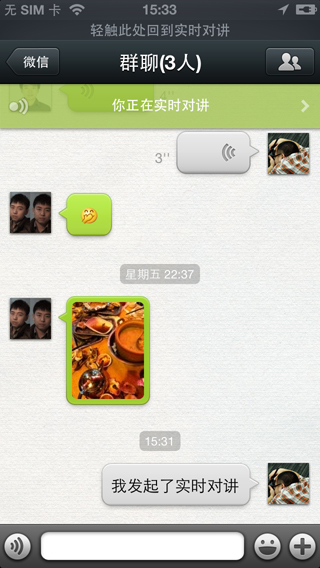 无 SIM 卡 15:33
轻触此处回到实时对讲
微信 群聊(3人)
4''
你正在实时对讲
3''
星期五 22:37
15:31
我发起了实时对讲